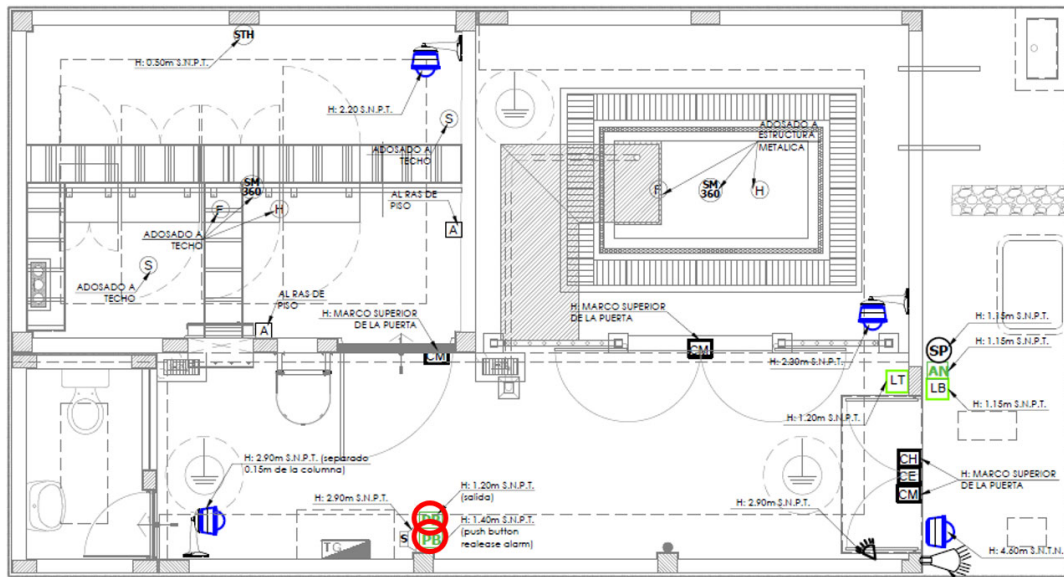 STH
H: 0.50m S.N.P.T.
H: 2.20 S.N.P.T.
S
ADOSADO A
TECHO
ADOSADO A
ESTRUCTURA
METALICA
F
SM
360
H
SM
360
F
H
AL RAS DE
PISO
A
ADOSADO A
TECHO
S
ADOSADO A
TECHO
AL RAS DE
PISO
A
H: MARCO SUPERIOR
DE LA PUERTA
CM
H: MARCO SUPERIOR
DE LA PUERTA
CM
H: 2.30m S.N.P.T.
H: 1.15m S.N.P.T.
SP
H: 1.15m S.N.P.T.
AN
LT
LB
H: 1.15m S.N.P.T.
H: 1.20m S.N.P.T.
H: 2.90m S.N.P.T. (separado
0.15m de la columna)
H: 2.90m S.N.P.T.
H: 1.20m S.N.P.T.
(salida)
S
PB
H: 1.40m S.N.P.T.
(push button
realease alarm)
TG
H: 2.90m S.N.P.T.
CH
CE
CM
H: MARCO SUPERIOR
DE LA PUERTA
H: 4.60m S.N.T.N.